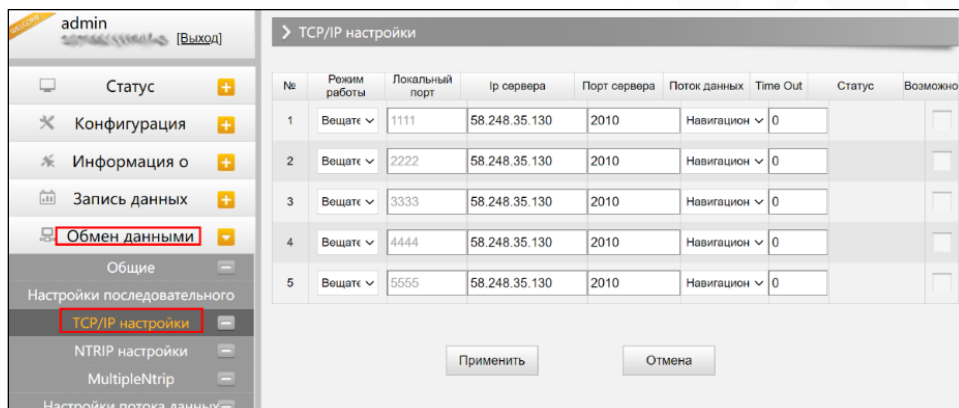 WELCOME
admin
[Выход]
Статус
Конфигурация
Информация о
Запись данных
Обмен данными
Общие
Настройки последовательного
TCP/IP настройки
NTRIP настройки
MultipleNtrip
Настройки потока данных
TCP/IP настройки
№ Режим работы Локальный порт Ip сервера Порт сервера Поток данных Time Out Статус Возможно
1 Вещате 1111 58.248.35.130 2010 Навигацион 0
2 Вещате 2222 58.248.35.130 2010 Навигацион 0
3 Вещате 3333 58.248.35.130 2010 Навигацион 0
4 Вещате 4444 58.248.35.130 2010 Навигацион 0
5 Вещате 5555 58.248.35.130 2010 Навигацион 0
Применить Отмена